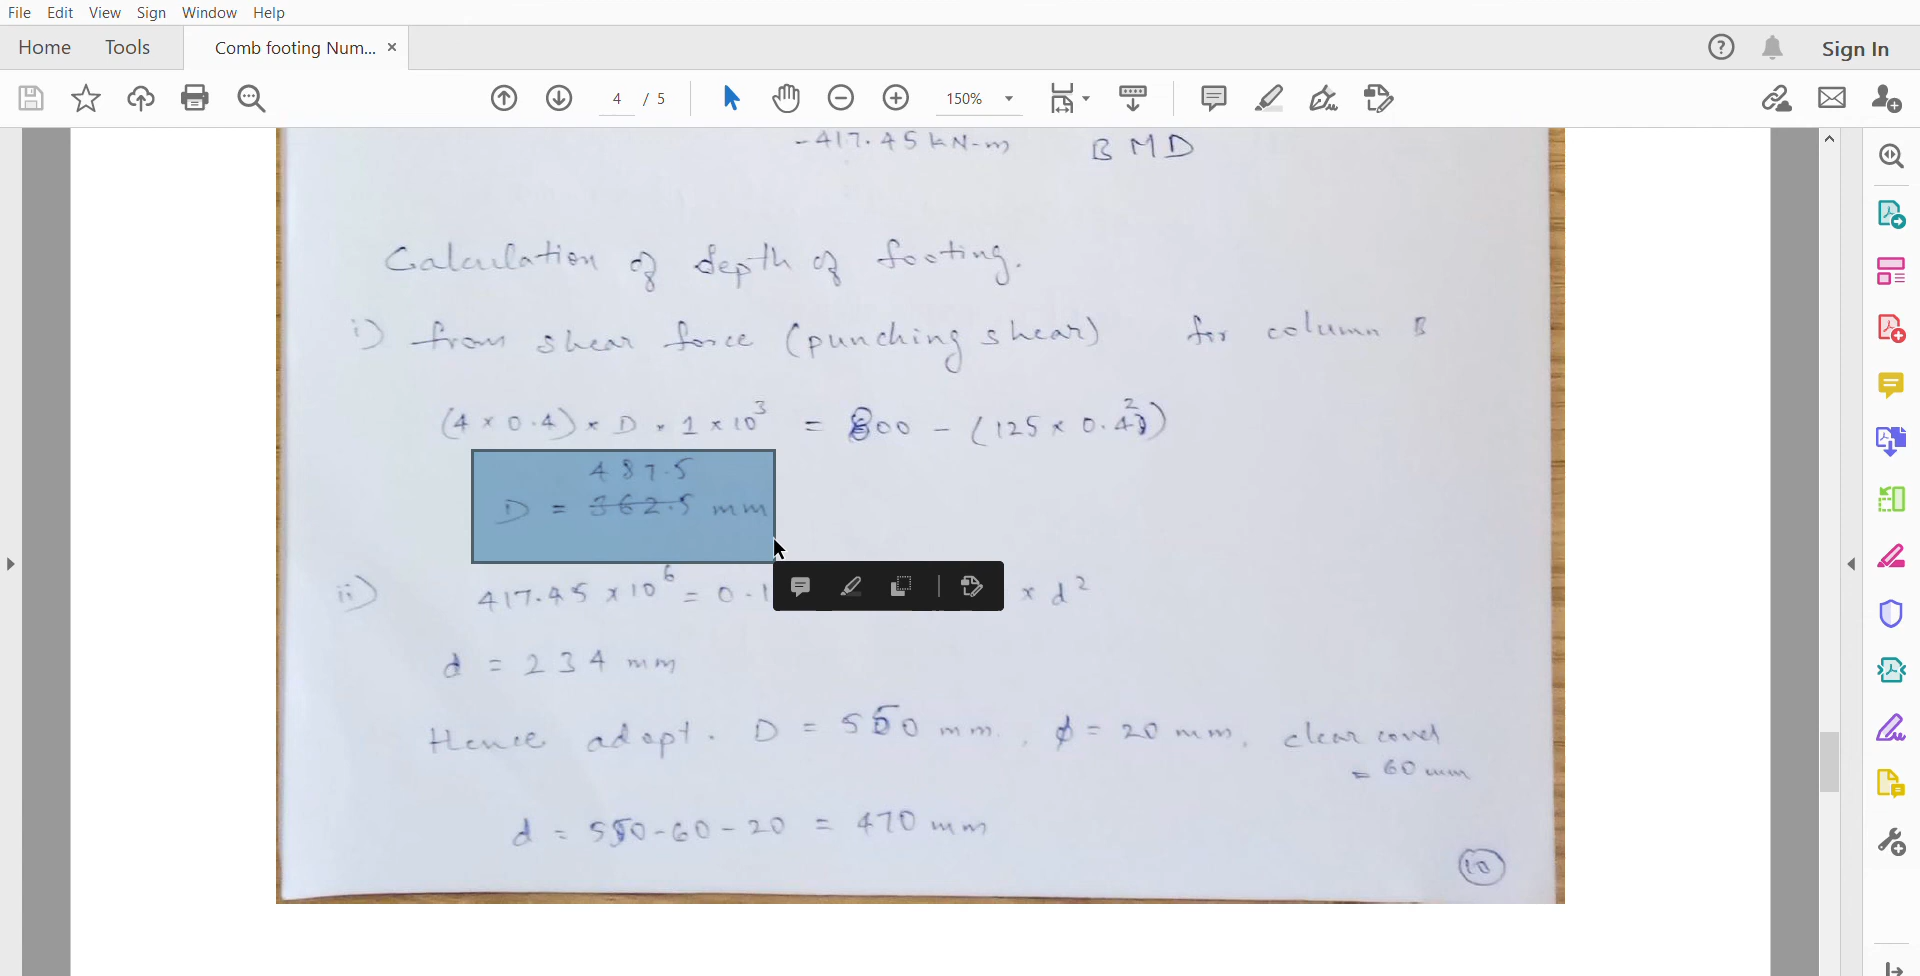 File Edit View Sign Window Help
Home Tools Comb footing Num... × Sign In
4 / 5 150%
-417.45 kN-m BMD
Calculation of depth of footing.
i) from shear force (punching shear) for column B
(4 × 0.4) × D × 1 × 10³ = 800 - (125 × 0.4²)
487.5
D = 362.5 mm
ii) 417.45 × 10⁶ = 0.1 × d²
d = 234 mm
Hence adopt. D = 550 mm., φ = 20 mm, clear cover
= 60 mm
d = 550-60-20 = 470 mm
10